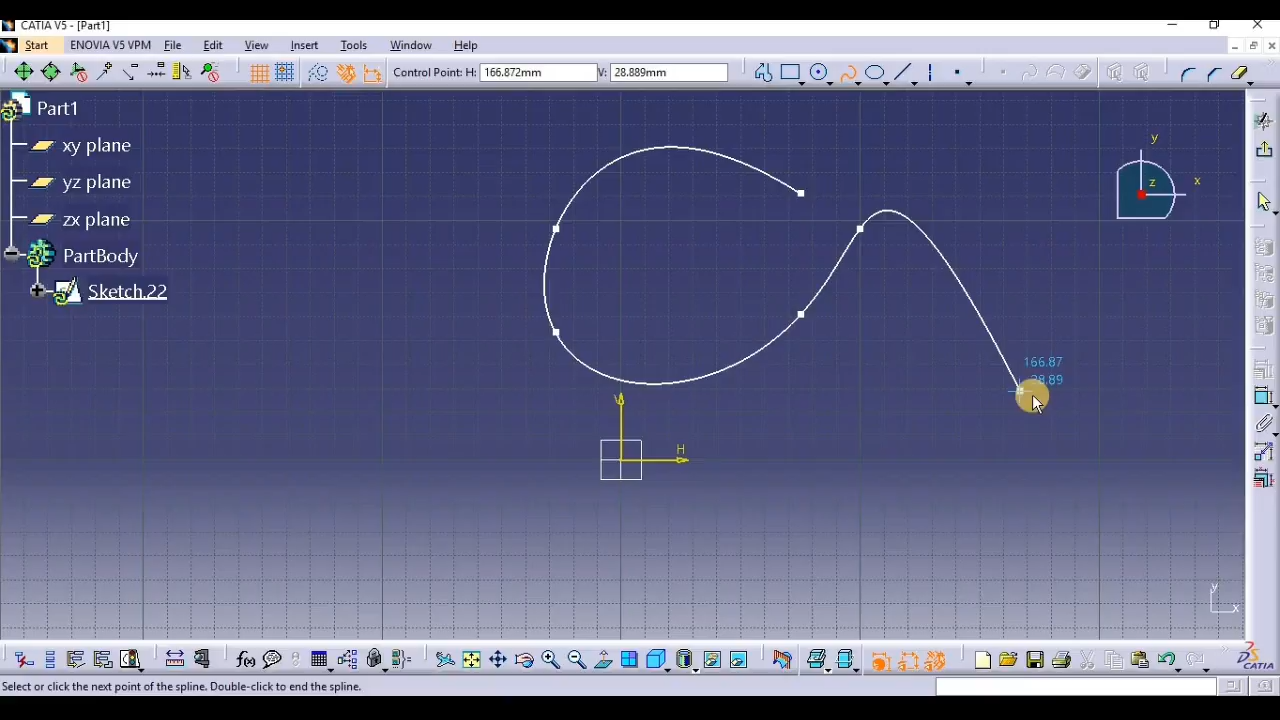 CATIA V5 - [Part1]
Start ENOVIA V5 VPM File Edit View Insert Tools Window Help
Control Point: H: 166.872mm V: 28.889mm
Part1
xy plane
yz plane
zx plane
PartBody
Sketch.22
y
z x
166.87
28.89
V
H
y
x
f(x)
CATIA
Select or click the next point of the spline. Double-click to end the spline.